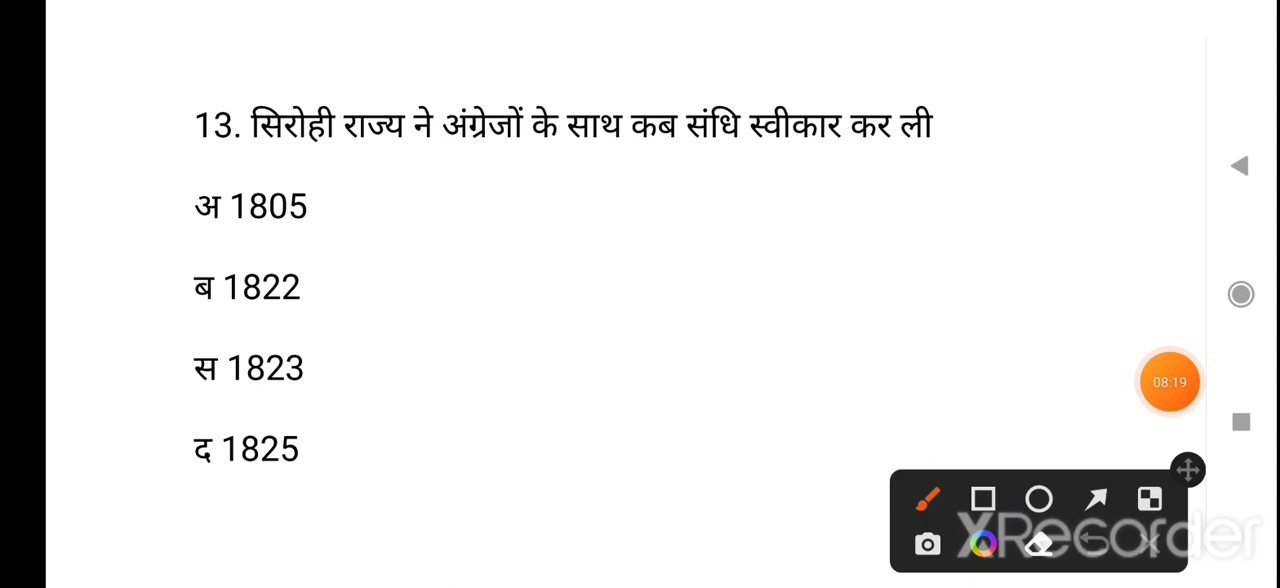 13. सिरोही राज्य ने अंग्रेजों के साथ कब संधि स्वीकार कर ली
अ 1805
ब 1822
स 1823
द 1825
08:19
XRecorder